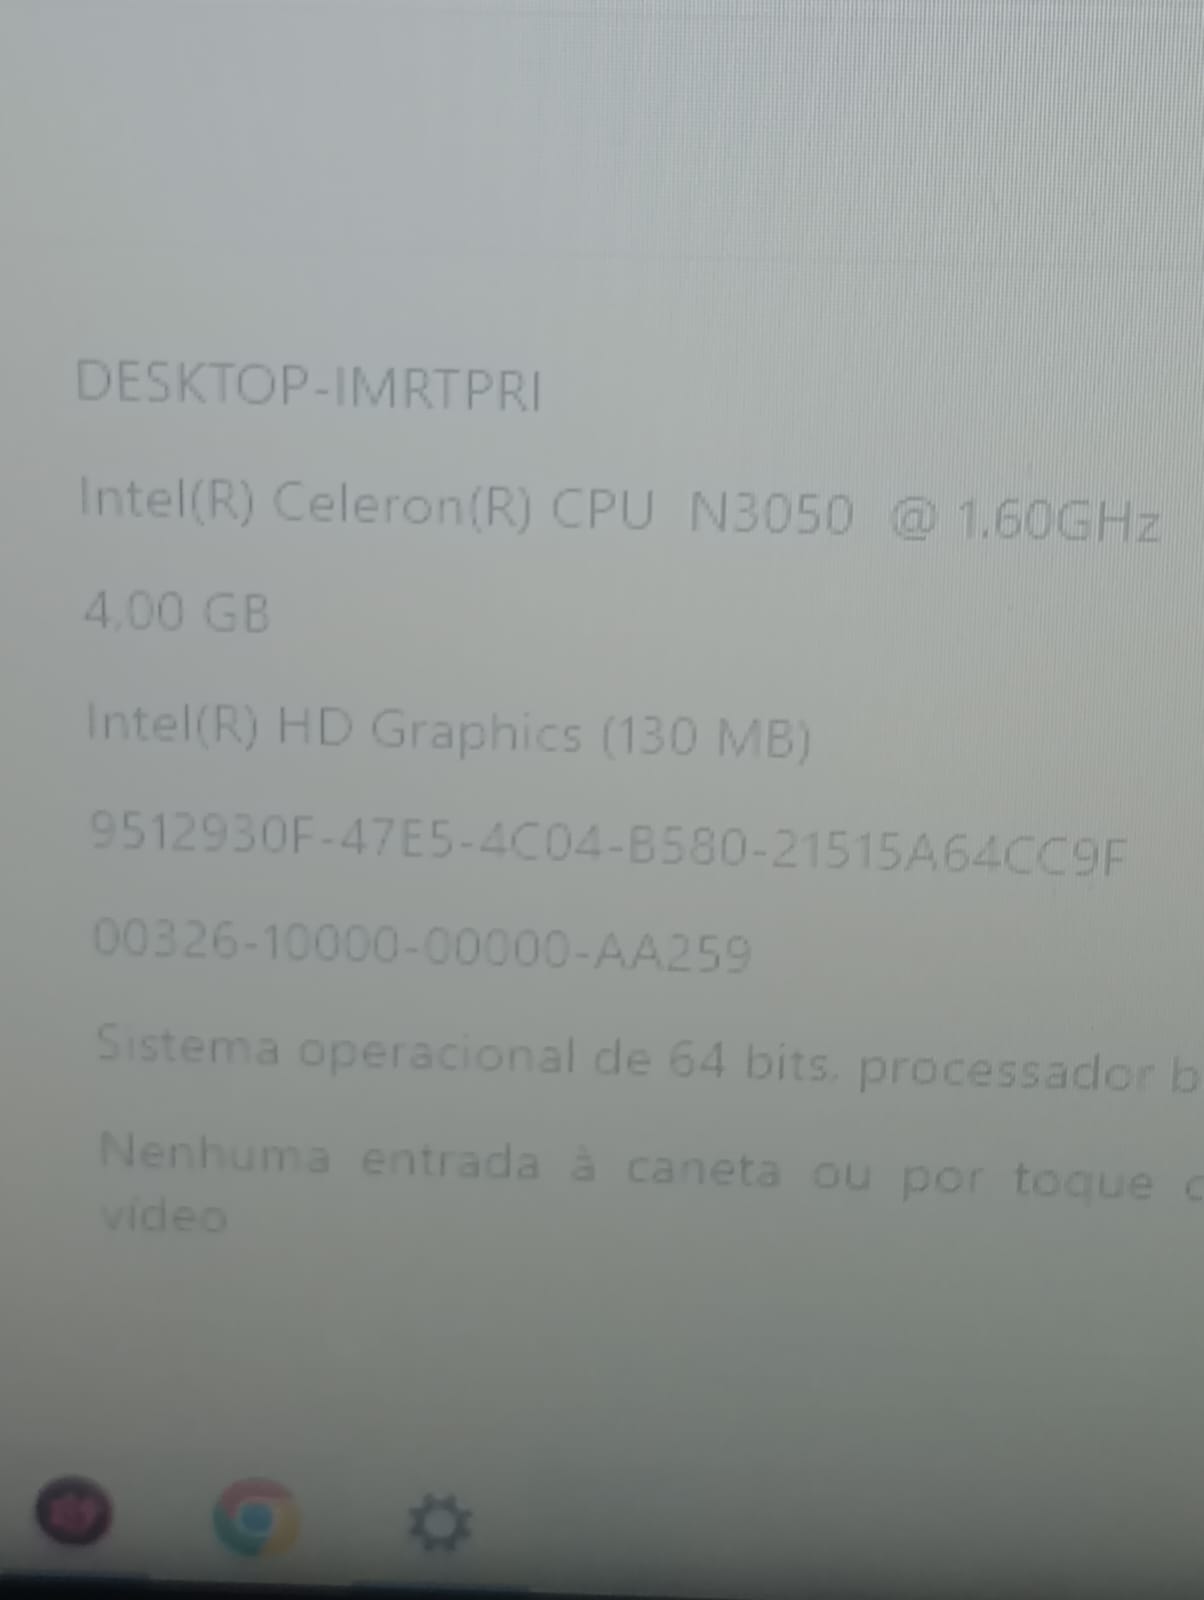 DESKTOP-IMRTPRI
Intel(R) Celeron(R) CPU N3050 @ 1.60GHz
4,00 GB
Intel(R) HD Graphics (130 MB)
9512930F-47E5-4C04-B580-21515A64CC9F
00326-10000-00000-AA259
Sistema operacional de 64 bits, processador b
Nenhuma entrada à caneta ou por toque
vídeo